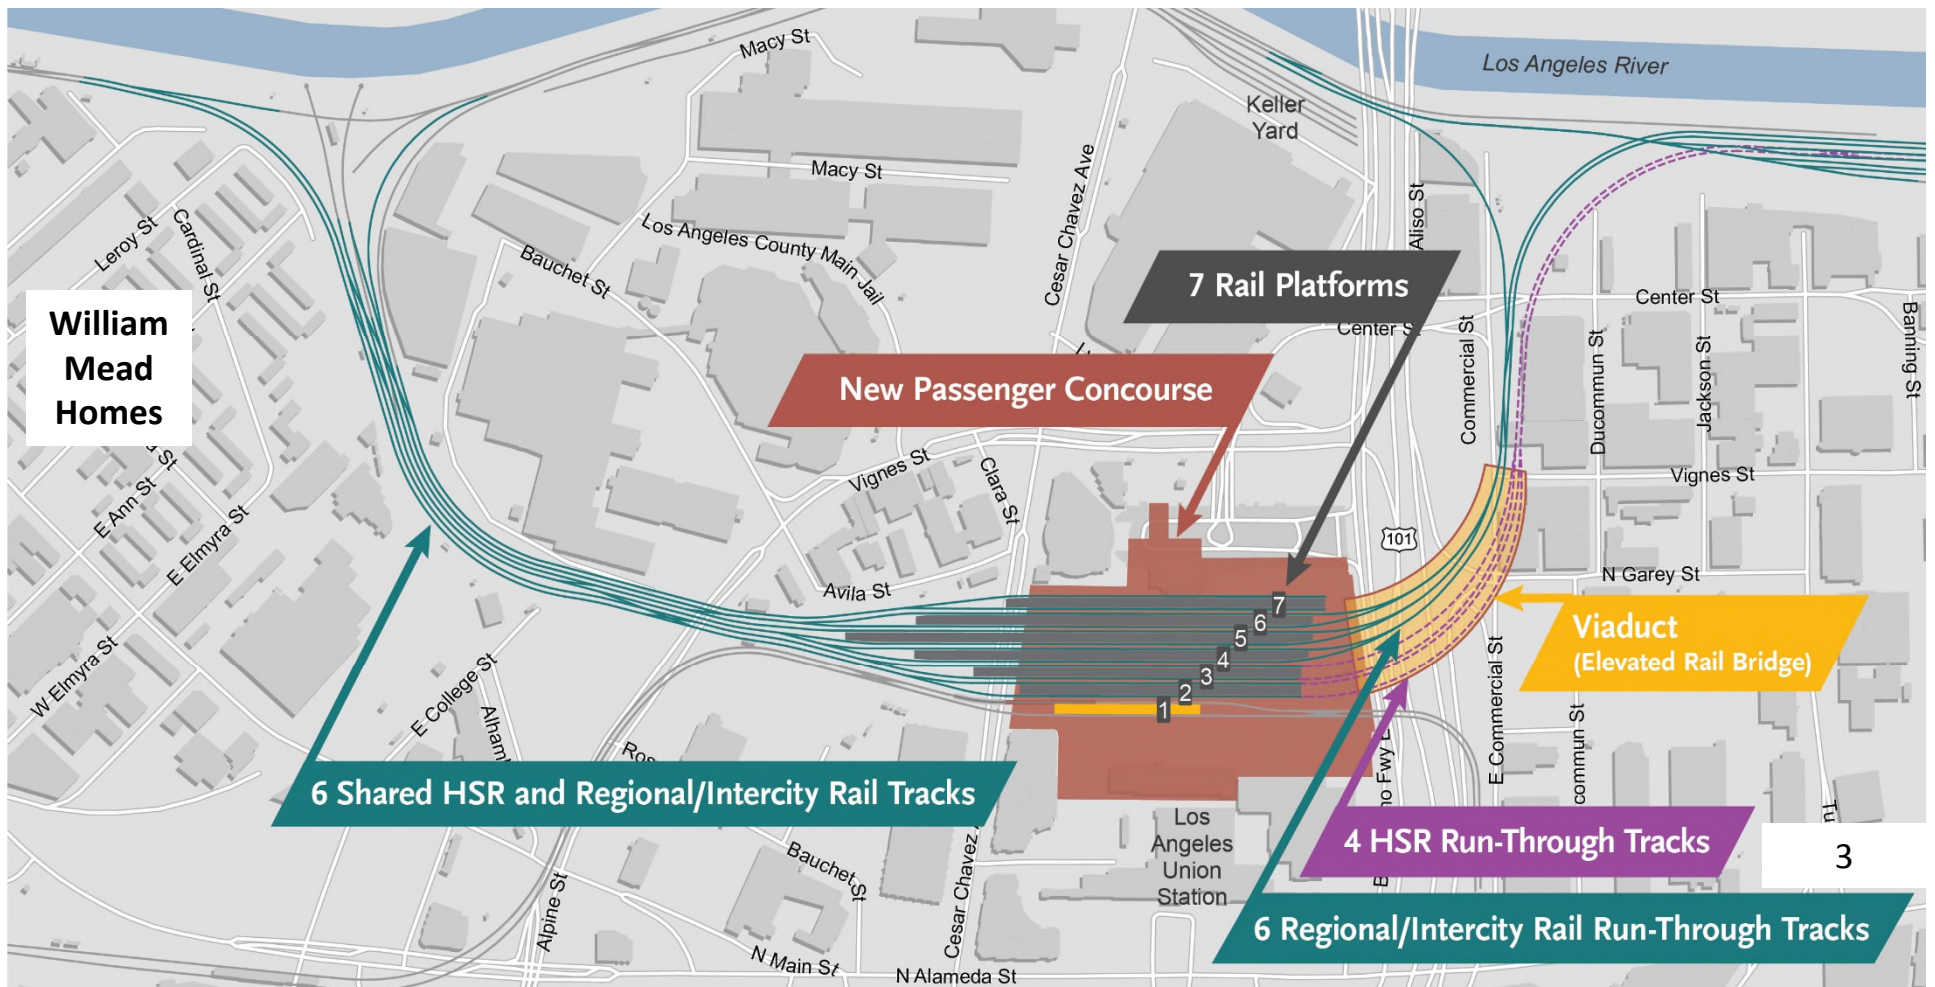 Macy St
Los Angeles River
Keller
Yard
Macy St
Cesar Chavez Ave
Aliso St
Leroy St
Cardinal St
Los Angeles County Main Jail
Bauchet St
7 Rail Platforms
Center St
Center St
William
Mead
Homes
New Passenger Concourse
Commercial St
Ducommun St
Jackson St
Banning St
Vignes St
Clara St
Vignes St
E Ann St
E Elmyra St
101
N Garey St
Avila St
7
6
5
4
3
2
1
Viaduct
(Elevated Rail Bridge)
W Elmyra St
E College St
E Commercial St
commun St
6 Shared HSR and Regional/Intercity Rail Tracks
Los
Angeles
Union
Station
4 HSR Run-Through Tracks
3
Bauchet St
Alpine St
Cesar Chavez
6 Regional/Intercity Rail Run-Through Tracks
N Main St
N Alameda St